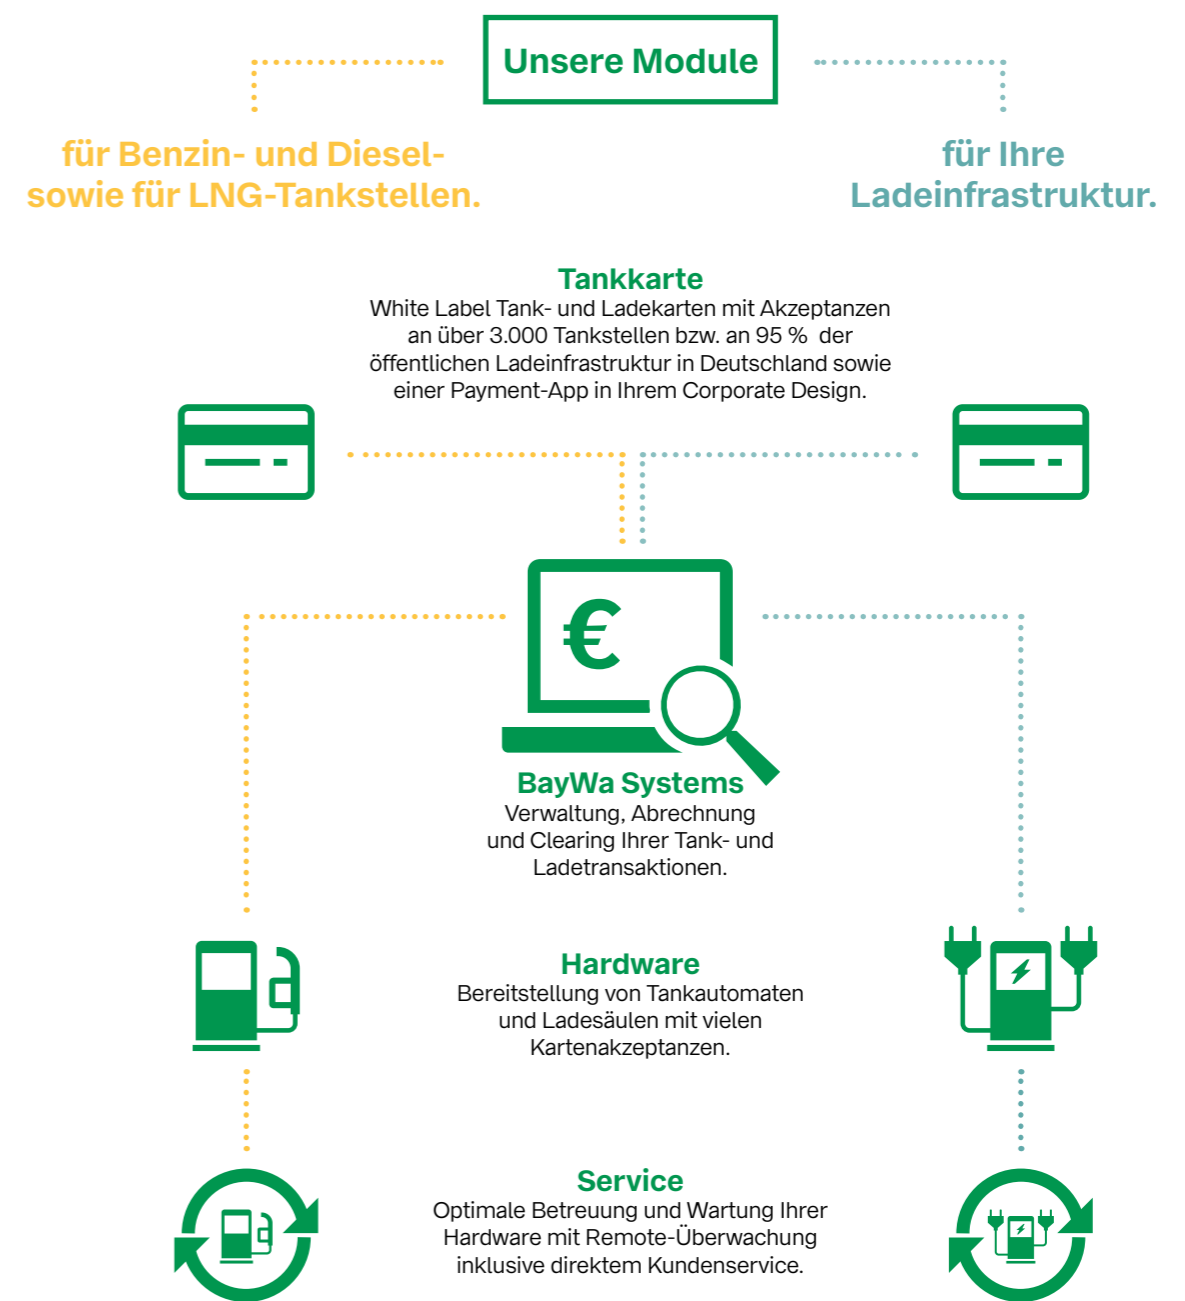 Unsere Module
für Benzin- und Diesel-
sowie für LNG-Tankstellen.
für Ihre
Ladeinfrastruktur.
Tankkarte
White Label Tank- und Ladekarten mit Akzeptanzen
an über 3.000 Tankstellen bzw. an 95 % der
öffentlichen Ladeinfrastruktur in Deutschland sowie
einer Payment-App in Ihrem Corporate Design.
€
BayWa Systems
Verwaltung, Abrechnung
und Clearing Ihrer Tank- und
Ladetransaktionen.
Hardware
Bereitstellung von Tankautomaten
und Ladesäulen mit vielen
Kartenakzeptanzen.
Service
Optimale Betreuung und Wartung Ihrer
Hardware mit Remote-Überwachung
inklusive direktem Kundenservice.